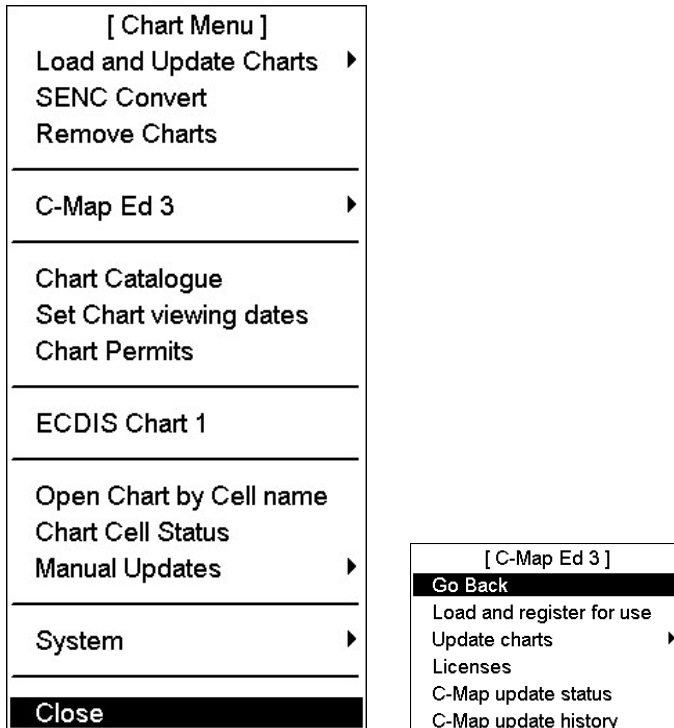 [ Chart Menu ]
Load and Update Charts
SENC Convert
Remove Charts
C-Map Ed 3
Chart Catalogue
Set Chart viewing dates
Chart Permits
ECDIS Chart 1
Open Chart by Cell name
Chart Cell Status
Manual Updates
System
Close
[ C-Map Ed 3 ]
Go Back
Load and register for use
Update charts
Licenses
C-Map update status
C-Map update history